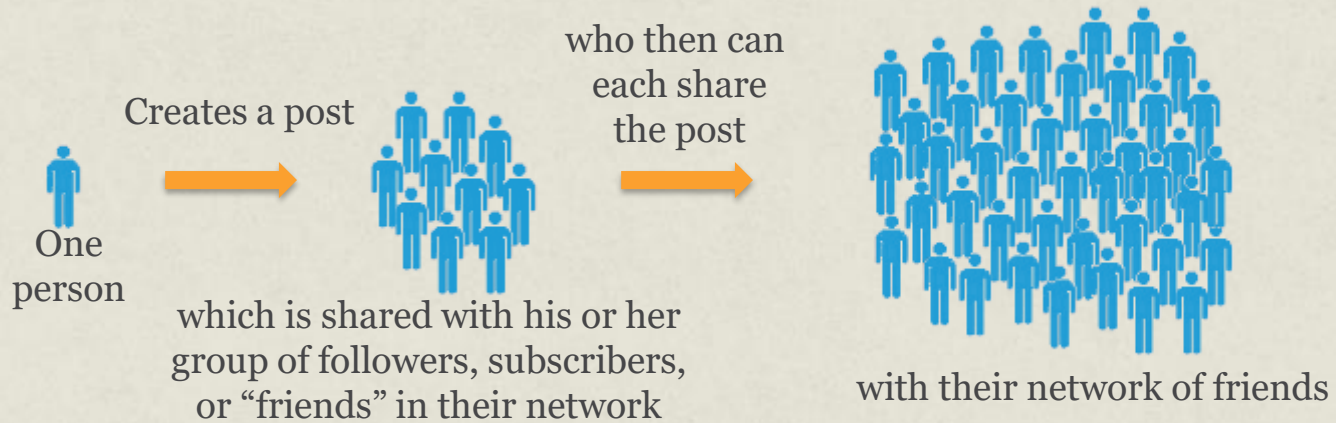 One
person
Creates a post
which is shared with his or her
group of followers, subscribers,
or “friends” in their network
who then can
each share
the post
with their network of friends